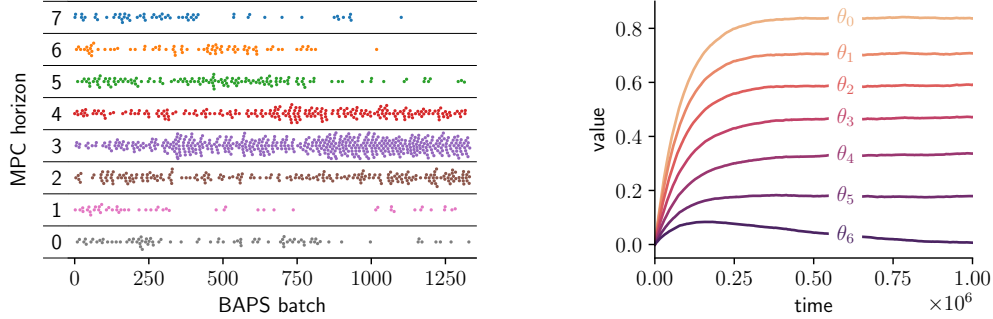 MPC horizon
7
6
5
4
3
2
1
0
0 250 500 750 1000 1250
BAPS batch
value
0.8
0.6
0.4
0.2
0.0
θ0
θ1
θ2
θ3
θ4
θ5
θ6
0.00 0.25 0.50 0.75 1.00
time
×10^6